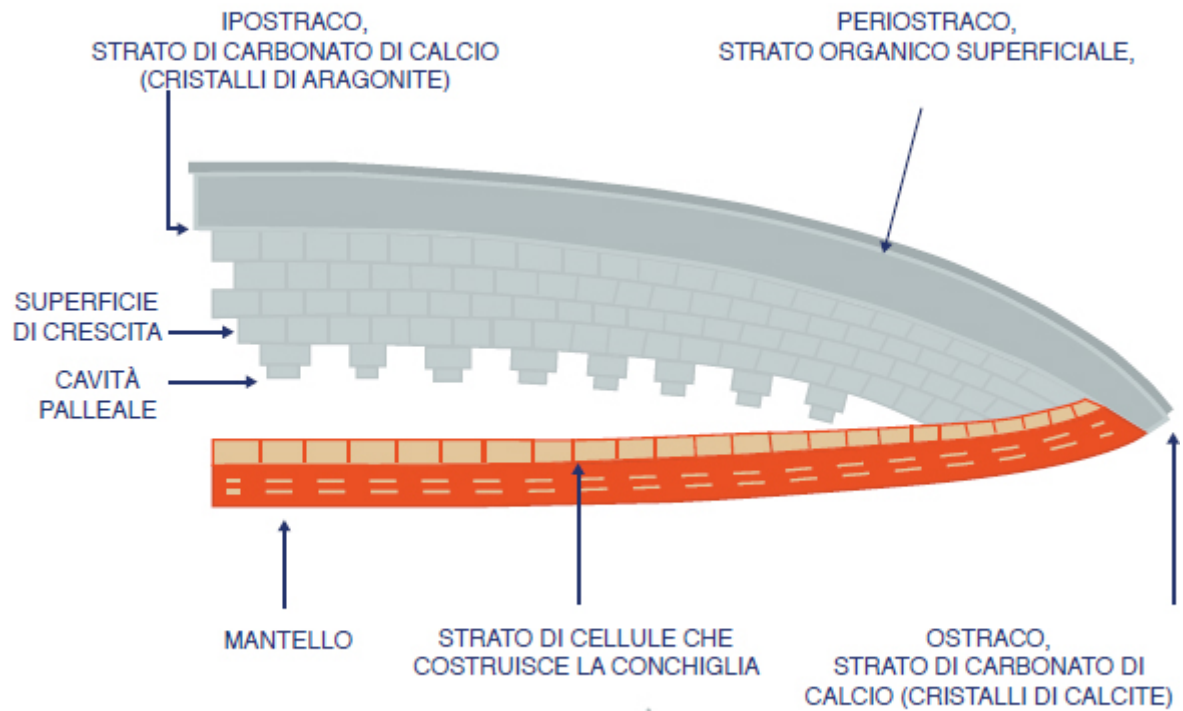 IPOSTRACO,
STRATO DI CARBONATO DI CALCIO
(CRISTALLI DI ARAGONITE)
PERIOSTRACO,
STRATO ORGANICO SUPERFICIALE,
SUPERFICIE
DI CRESCITA
CAVITÀ
PALLEALE
MANTELLO
STRATO DI CELLULE CHE
COSTRUISCE LA CONCHIGLIA
OSTRACO,
STRATO DI CARBONATO DI
CALCIO (CRISTALLI DI CALCITE)